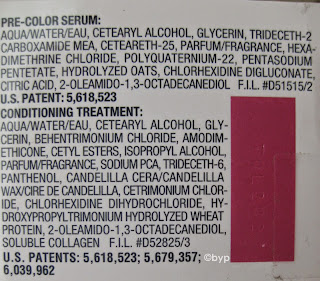 PRE-COLOR SERUM:
AQUA/WATER/EAU, CETEARYL ALCOHOL, GLYCERIN, TRIDECETH-2
CARBOXAMIDE MEA, CETEARETH-25, PARFUM/FRAGRANCE, HEXA-
DIMETHRINE CHLORIDE, POLYQUATERNIUM-22, PENTASODIUM
PENTETATE, HYDROLYZED OATS, CHLORHEXIDINE DIGLUCONATE,
CITRIC ACID, 2-OLEAMIDO-1,3-OCTADECANEDIOL F.I.L. #D51515/2
U.S. PATENT: 5,618,523
CONDITIONING TREATMENT:
AQUA/WATER/EAU, CETEARYL ALCOHOL, GLY-
CERIN, BEHENTRIMONIUM CHLORIDE, AMODIM-
ETHICONE, CETYL ESTERS, ISOPROPYL ALCOHOL,
PARFUM/FRAGRANCE, SODIUM PCA, TRIDECETH-6,
PANTHENOL, CANDELILLA CERA/CANDELILLA
WAX/CIRE DE CANDELILLA, CETRIMONIUM CHLOR-
IDE, CHLORHEXIDINE DIHYDROCHLORIDE, HY-
DROXYPROPYLTRIMONIUM HYDROLYZED WHEAT
PROTEIN, 2-OLEAMIDO-1,3-OCTADECANEDIOL,
SOLUBLE COLLAGEN F.I.L. #D52825/3
U.S. PATENTS: 5,618,523; 5,679,357;
6,039,962
©byp